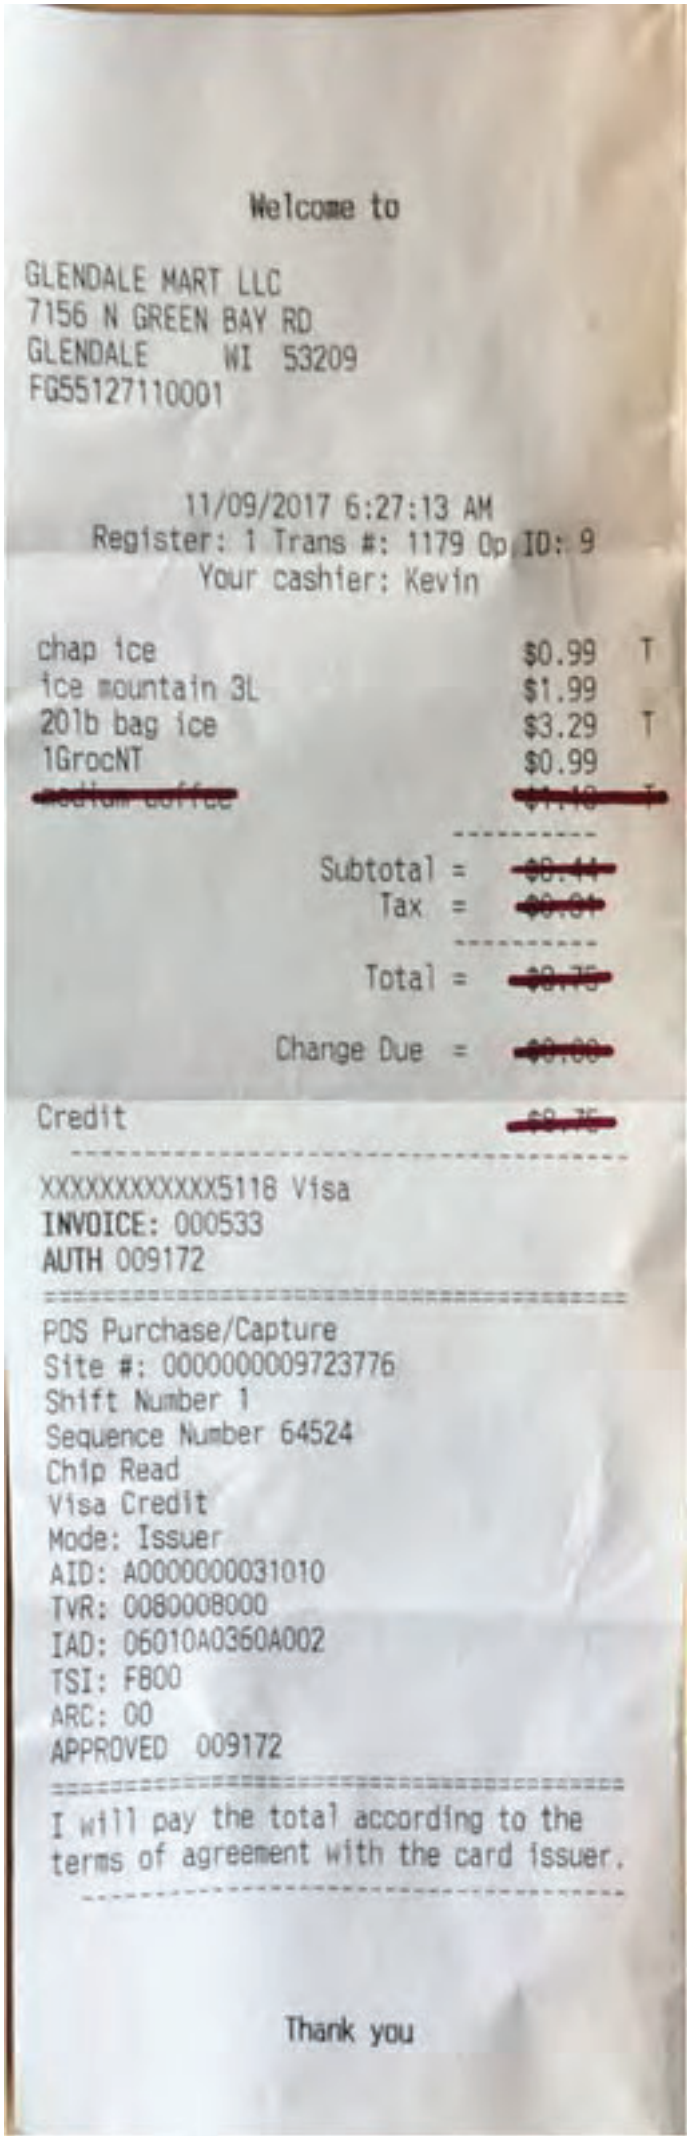 Welcome to
GLENDALE MART LLC
7156 N GREEN BAY RD
GLENDALE WI 53209
FG55127110001
11/09/2017 6:27:13 AM
Register: 1 Trans #: 1179 Op ID: 9
Your cashier: Kevin
chap ice $0.99 T
ice mountain 3L $1.99
20lb bag ice $3.29 T
1GrocNT $0.99
medium coffee T
Subtotal =
Tax =
Total =
Change Due =
Credit
XXXXXXXXXXXX5118 Visa
INVOICE: 000533
AUTH 009172
POS Purchase/Capture
Site #: 0000000009723776
Shift Number 1
Sequence Number 64524
Chip Read
Visa Credit
Mode: Issuer
AID: A0000000031010
TVR: 0080008000
IAD: 06010A0360A002
TSI: F800
ARC: 00
APPROVED 009172
I will pay the total according to the
terms of agreement with the card issuer.
Thank you